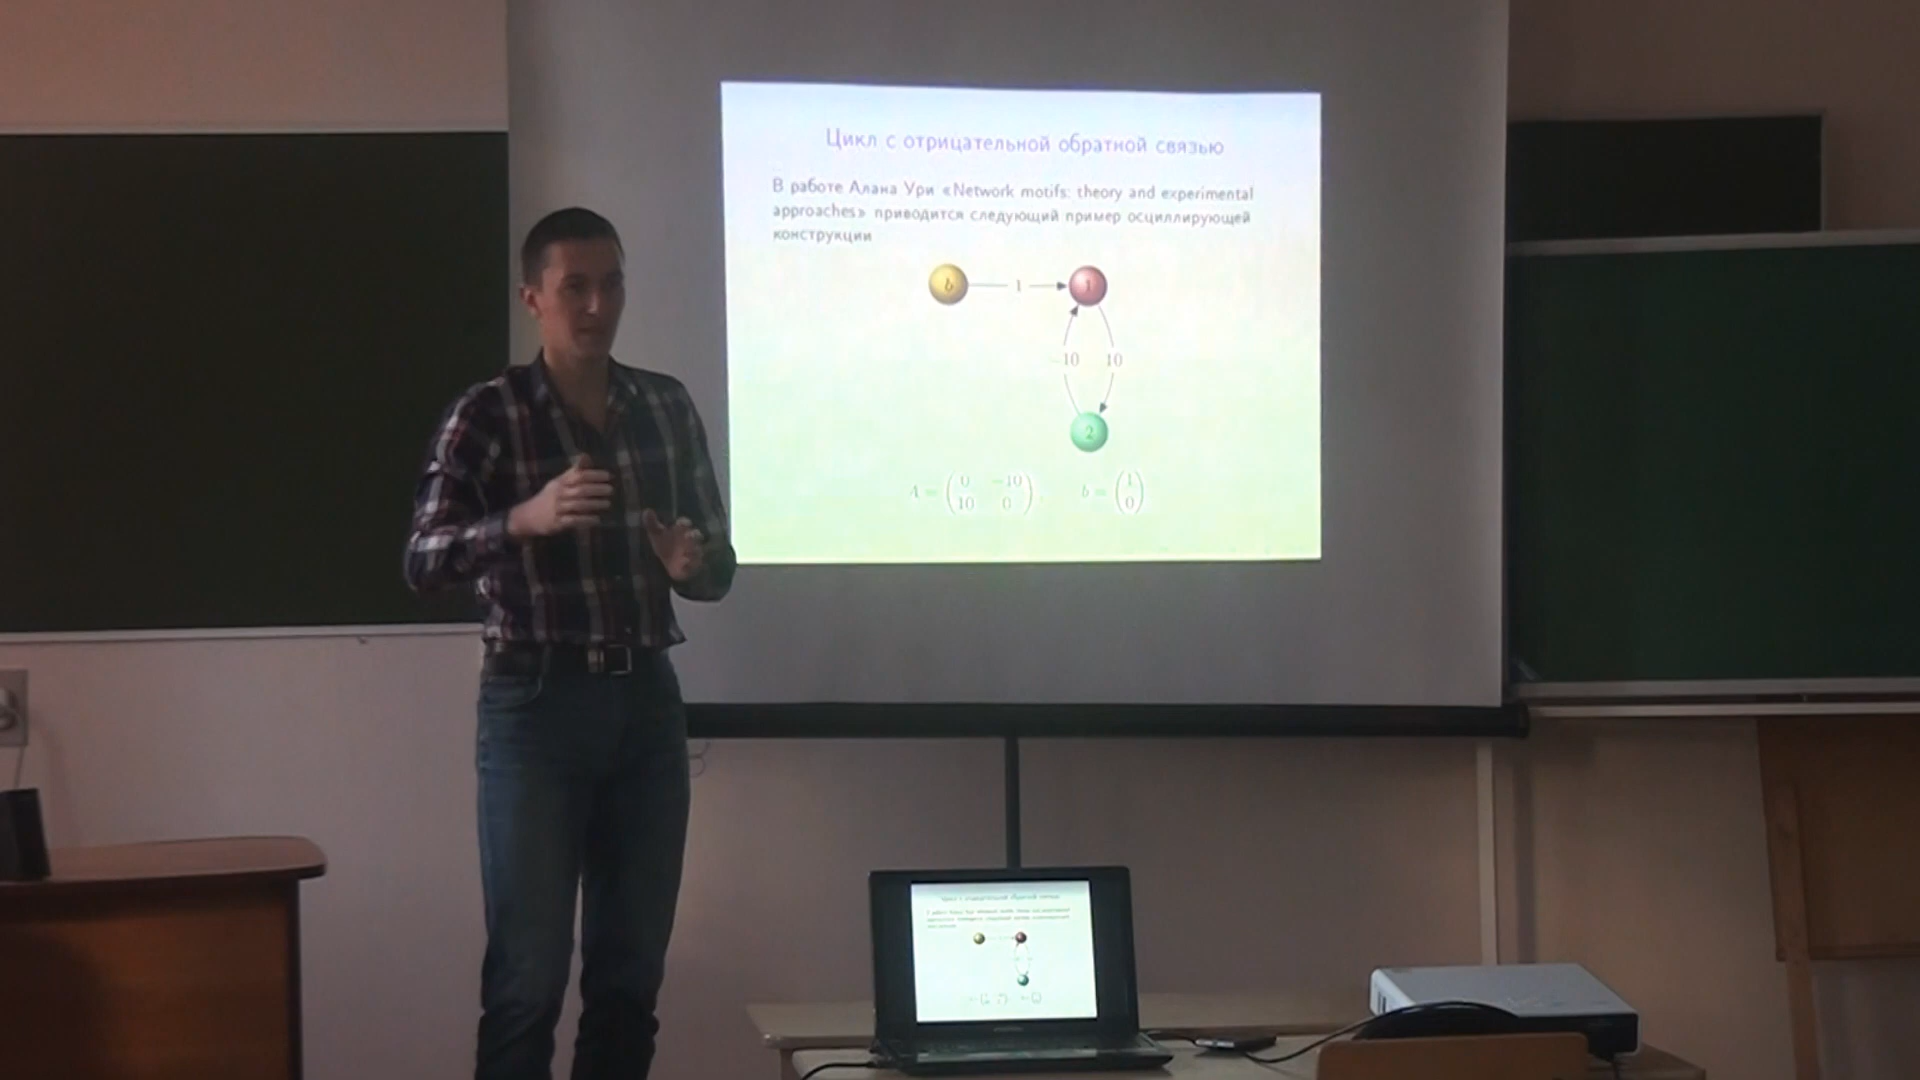 Цикл с отрицательной обратной связью
В работе Алана Ури «Network motifs: theory and experimental
approaches» приводится следующий пример осциллирующей
конструкции
b 1 1
−10 10
2
A = (0 −10
10 0), b = (1
0)